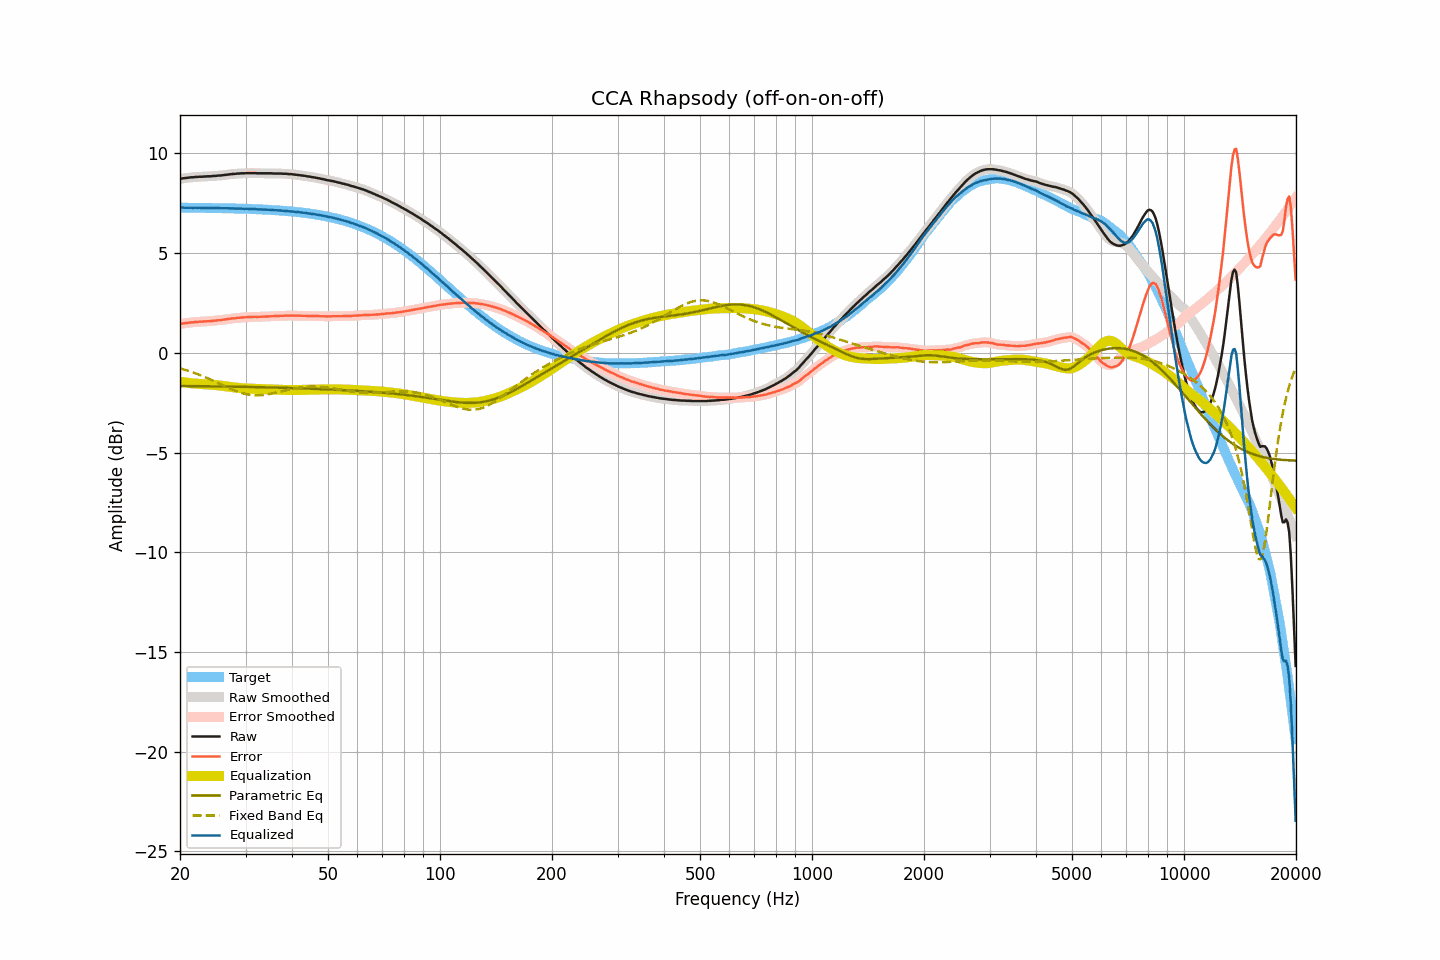 CCA Rhapsody (off-on-on-off)
10
5
0
−5
−10
−15
−20
−25
Amplitude (dBr)
Target
Raw Smoothed
Error Smoothed
Raw
Error
Equalization
Parametric Eq
Fixed Band Eq
Equalized
20 50 100 200 500 1000 2000 5000 10000 20000
Frequency (Hz)